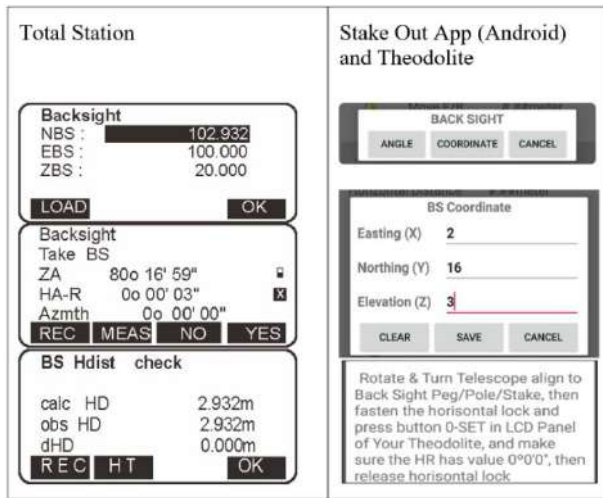 Total Station
Backsight
NBS : 102.932
EBS : 100.000
ZBS : 20.000
LOAD OK
Backsight
Take BS
ZA 80o 16' 59"
HA-R 0o 00' 03" X
Azmth 0o 00' 00"
REC MEAS NO YES
BS Hdist check
calc HD 2.932m
obs HD 2.932m
dHD 0.000m
REC HT OK
Stake Out App (Android)
and Theodolite
BACK SIGHT
ANGLE COORDINATE CANCEL
BS Coordinate
Easting (X) 2
Northing (Y) 16
Elevation (Z) 3
CLEAR SAVE CANCEL
Rotate & Turn Telescope align to
Back Sight Peg/Pole/Stake, then
fasten the horisontal lock and
press button 0-SET in LCD Panel
of Your Theodolite, and make
sure the HR has value 0º0'0", then
release horisontal lock